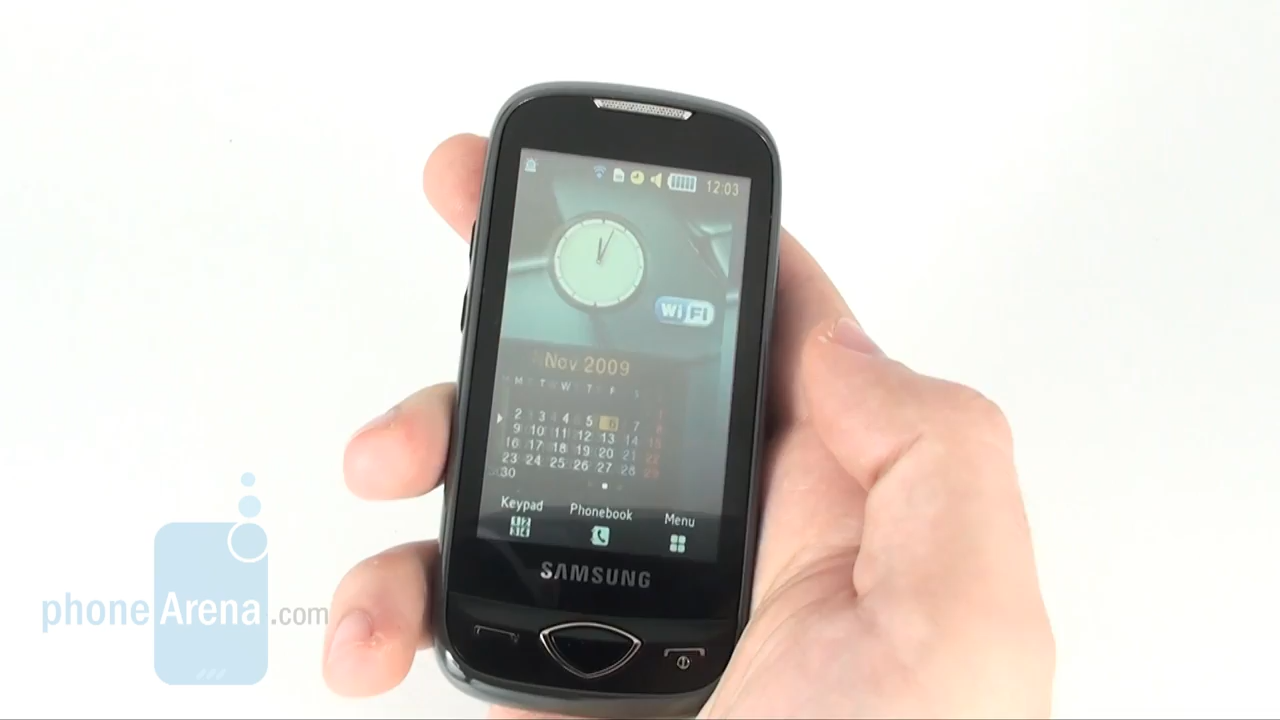 12:03
WiFi
Nov 2009
M T W T F S
2 3 4 5 6 7 8
9 10 11 12 13 14 15
16 17 18 19 20 21 22
23 24 25 26 27 28 29
30
Keypad Phonebook Menu
SAMSUNG
phoneArena.com